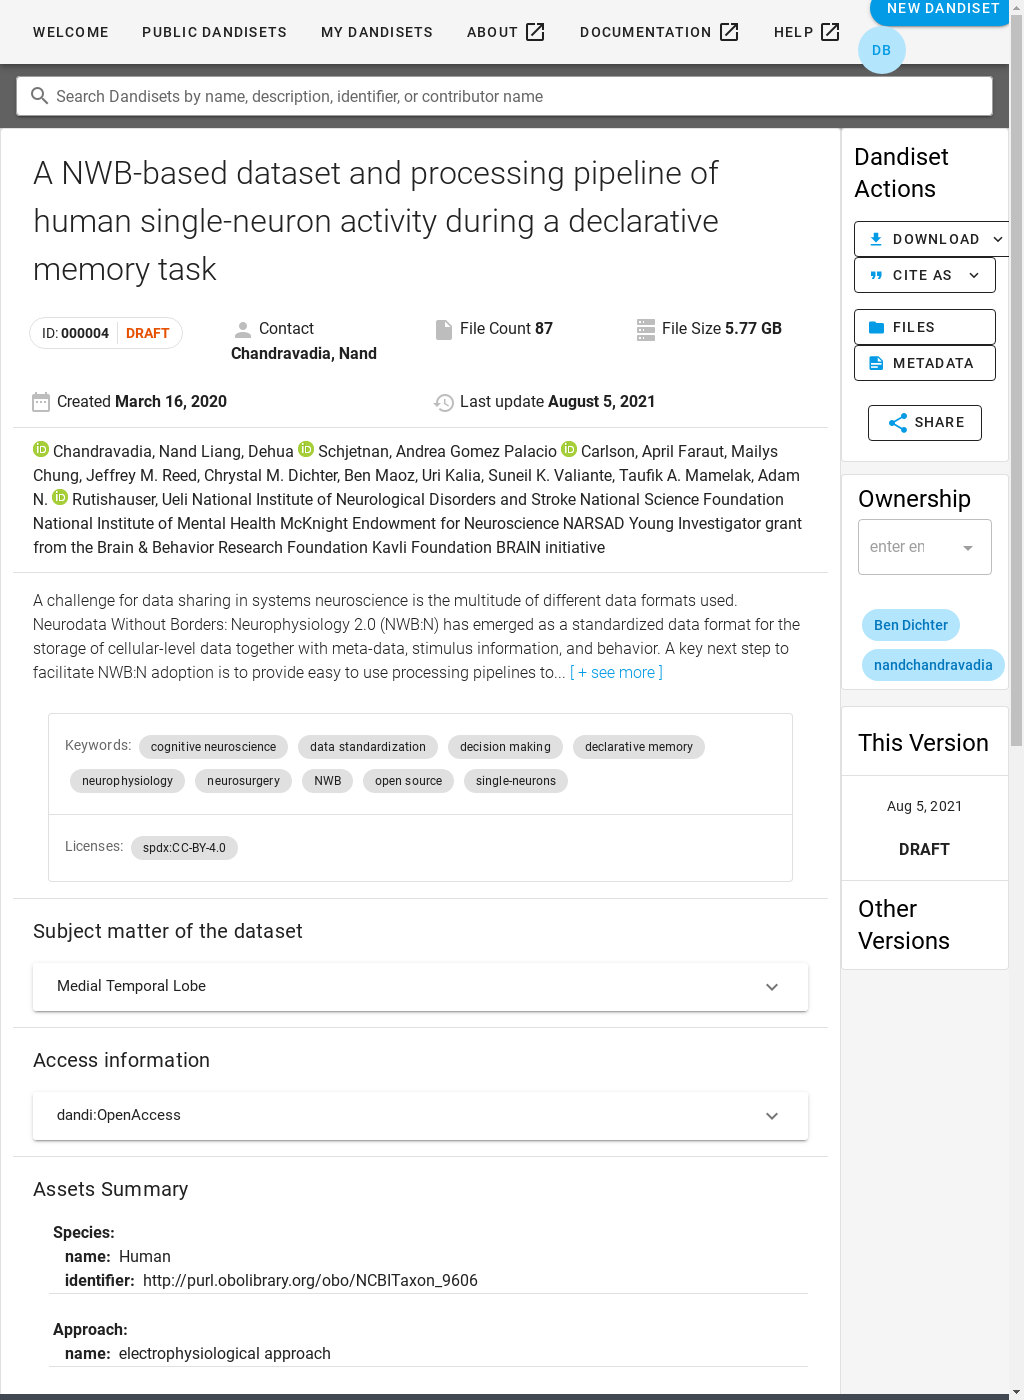 WELCOME PUBLIC DANDISETS MY DANDISETS ABOUT DOCUMENTATION HELP NEW DANDISET
DB
Search Dandisets by name, description, identifier, or contributor name
A NWB-based dataset and processing pipeline of
human single-neuron activity during a declarative
memory task
ID: 000004 DRAFT
Contact
Chandravadia, Nand
File Count 87
File Size 5.77 GB
Created March 16, 2020
Last update August 5, 2021
iD Chandravadia, Nand Liang, Dehua iD Schjetnan, Andrea Gomez Palacio iD Carlson, April Faraut, Mailys
Chung, Jeffrey M. Reed, Chrystal M. Dichter, Ben Maoz, Uri Kalia, Suneil K. Valiante, Taufik A. Mamelak, Adam
N. iD Rutishauser, Ueli National Institute of Neurological Disorders and Stroke National Science Foundation
National Institute of Mental Health McKnight Endowment for Neuroscience NARSAD Young Investigator grant
from the Brain & Behavior Research Foundation Kavli Foundation BRAIN initiative
A challenge for data sharing in systems neuroscience is the multitude of different data formats used.
Neurodata Without Borders: Neurophysiology 2.0 (NWB:N) has emerged as a standardized data format for the
storage of cellular-level data together with meta-data, stimulus information, and behavior. A key next step to
facilitate NWB:N adoption is to provide easy to use processing pipelines to... [ + see more ]
Keywords: cognitive neuroscience data standardization decision making declarative memory
neurophysiology neurosurgery NWB open source single-neurons
Licenses: spdx:CC-BY-4.0
Subject matter of the dataset
Medial Temporal Lobe
Access information
dandi:OpenAccess
Assets Summary
Species:
name: Human
identifier: http://purl.obolibrary.org/obo/NCBITaxon_9606
Approach:
name: electrophysiological approach
Dandiset
Actions
DOWNLOAD
CITE AS
FILES
METADATA
SHARE
Ownership
enter en
Ben Dichter
nandchandravadia
This Version
Aug 5, 2021
DRAFT
Other
Versions